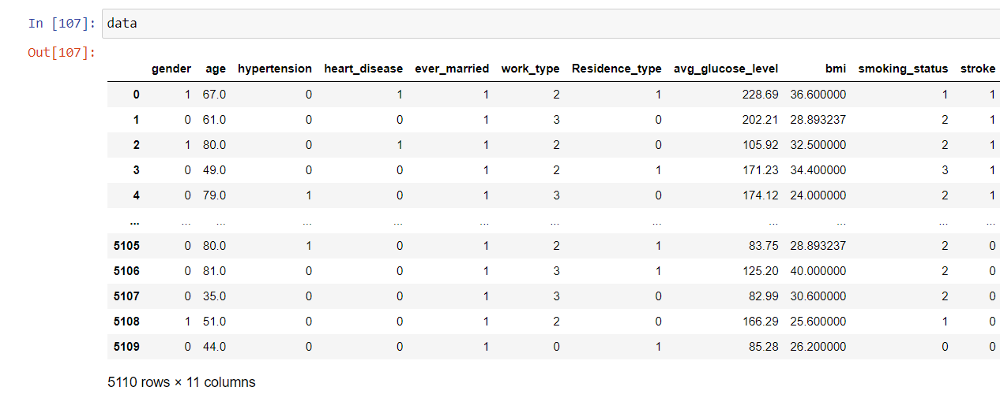 In [107]: data
Out[107]:
gender age hypertension heart_disease ever_married work_type Residence_type avg_glucose_level bmi smoking_status stroke
0 1 67.0 0 1 1 2 1 228.69 36.600000 1 1
1 0 61.0 0 0 1 3 0 202.21 28.893237 2 1
2 1 80.0 0 1 1 2 0 105.92 32.500000 2 1
3 0 49.0 0 0 1 2 1 171.23 34.400000 3 1
4 0 79.0 1 0 1 3 0 174.12 24.000000 2 1
... ... ... ... ... ... ... ... ... ... ... ...
5105 0 80.0 1 0 1 2 1 83.75 28.893237 2 0
5106 0 81.0 0 0 1 3 1 125.20 40.000000 2 0
5107 0 35.0 0 0 1 3 0 82.99 30.600000 2 0
5108 1 51.0 0 0 1 2 0 166.29 25.600000 1 0
5109 0 44.0 0 0 1 0 1 85.28 26.200000 0 0
5110 rows × 11 columns